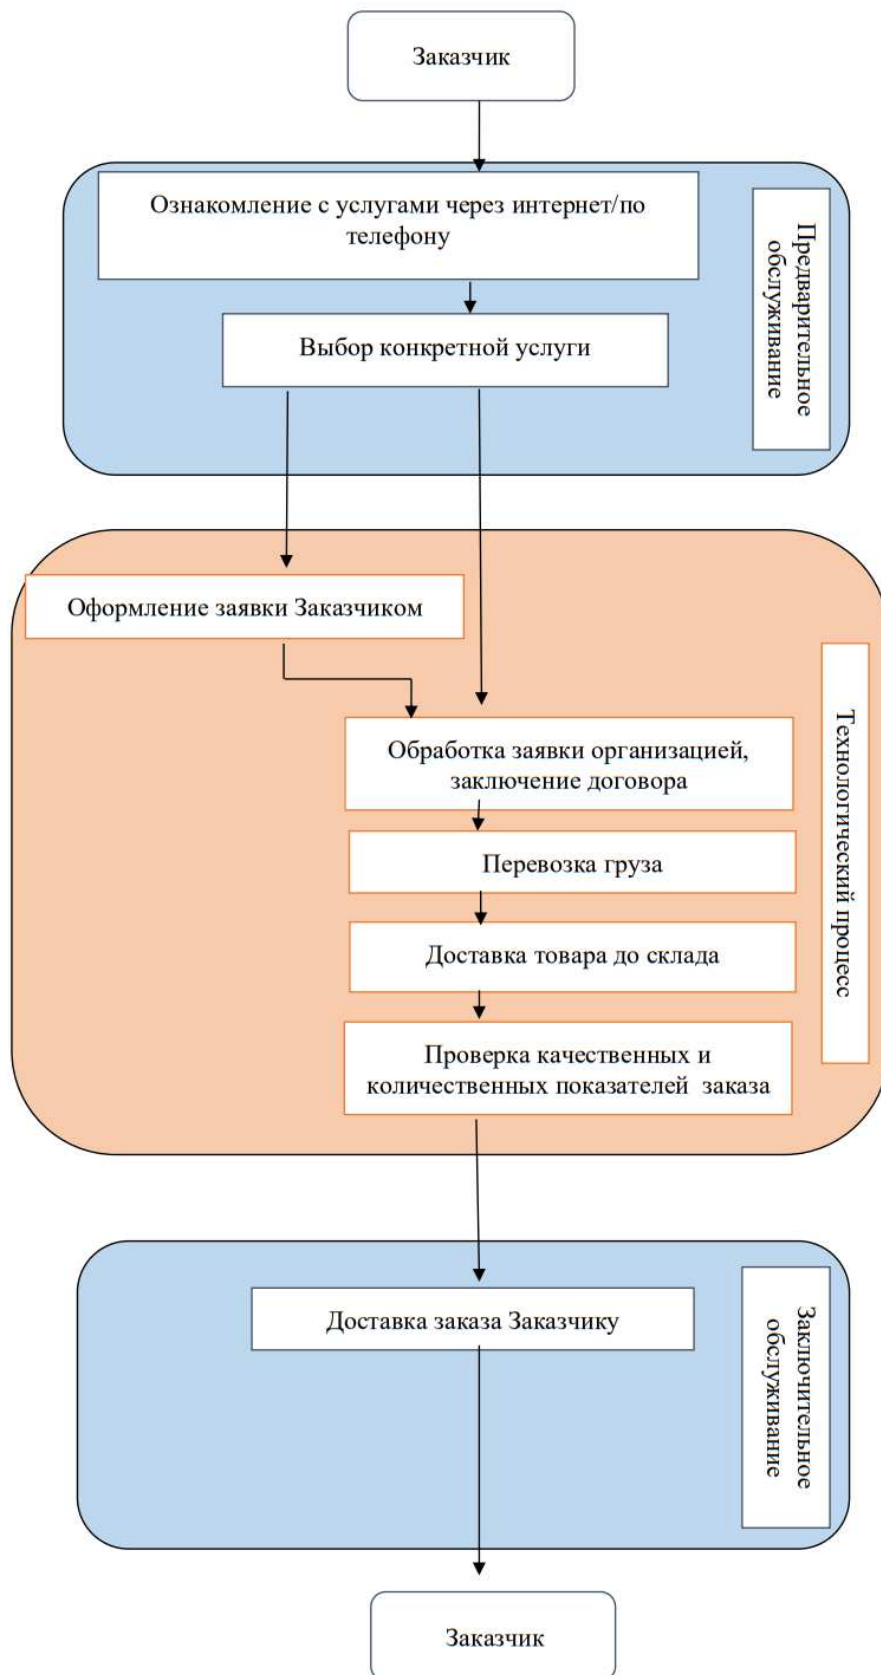 Заказчик
Ознакомление с услугами через интернет/по
телефону
Выбор конкретной услуги
Предварительное
обслуживание
Оформление заявки Заказчиком
Обработка заявки организацией,
заключение договора
Перевозка груза
Доставка товара до склада
Проверка качественных и
количественных показателей  заказа
Технологический процесс
Доставка заказа Заказчику
Заключительное
обслуживание
Заказчик